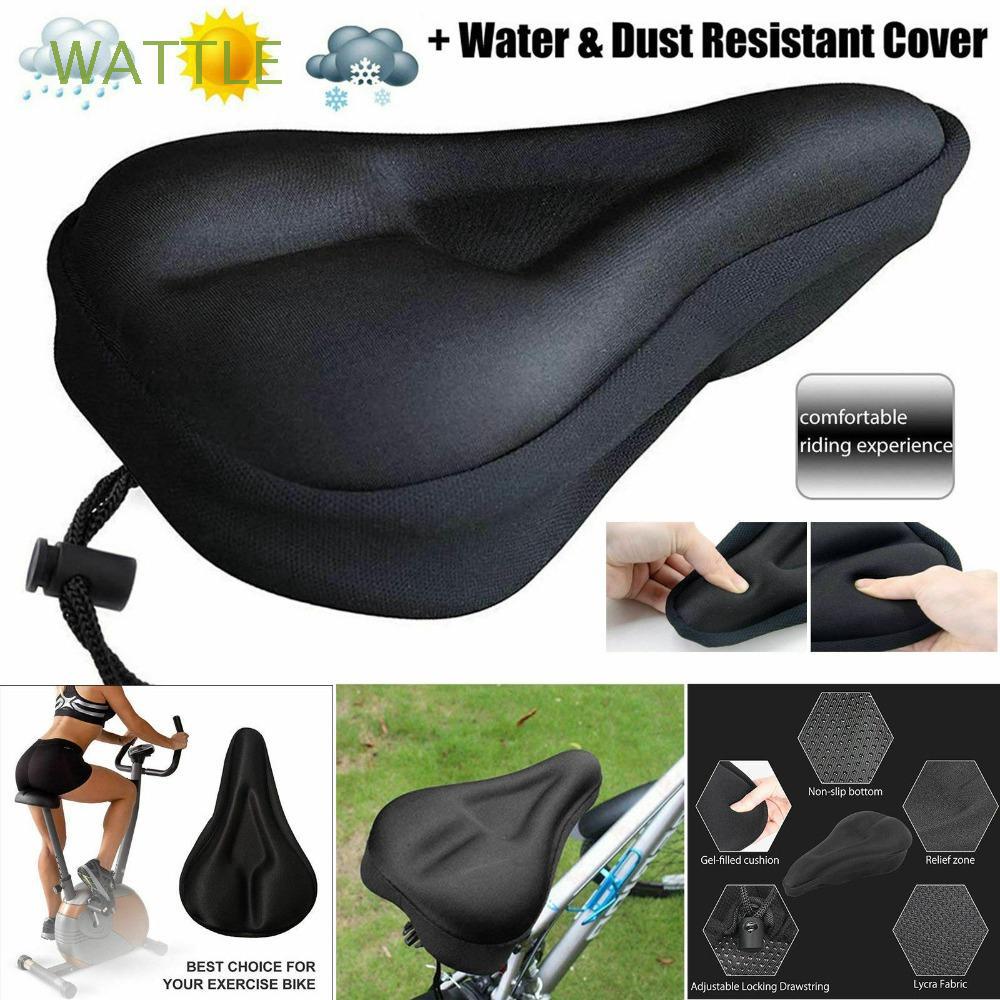 WATTLE
+ Water & Dust Resistant Cover
comfortable
riding experience
BEST CHOICE FOR
YOUR EXERCISE BIKE
Non-slip bottom
Gel-filled cushion
Relief zone
Adjustable Locking Drawstring
Lycra Fabric